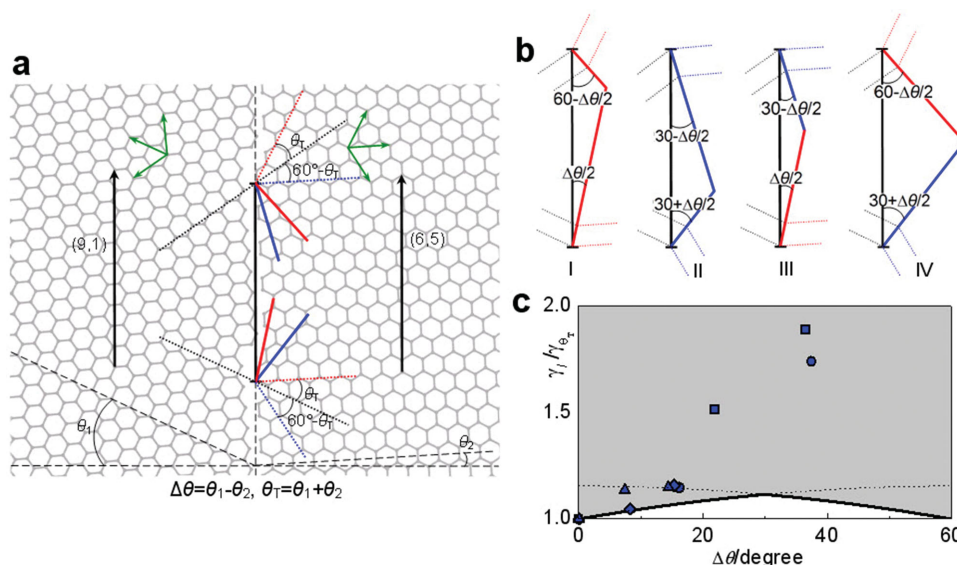 a
(9,1)
(6,5)
θT
60°-θT
θT
60°-θT
θ1
θ2
Δθ=θ1-θ2, θT=θ1+θ2
b
60-Δθ/2
Δθ/2
I
30-Δθ/2
30+Δθ/2
II
30-Δθ/2
Δθ/2
III
60-Δθ/2
30+Δθ/2
IV
c
γI/γθT
2.0
1.5
1.0
0 20 40 60
Δθ/degree